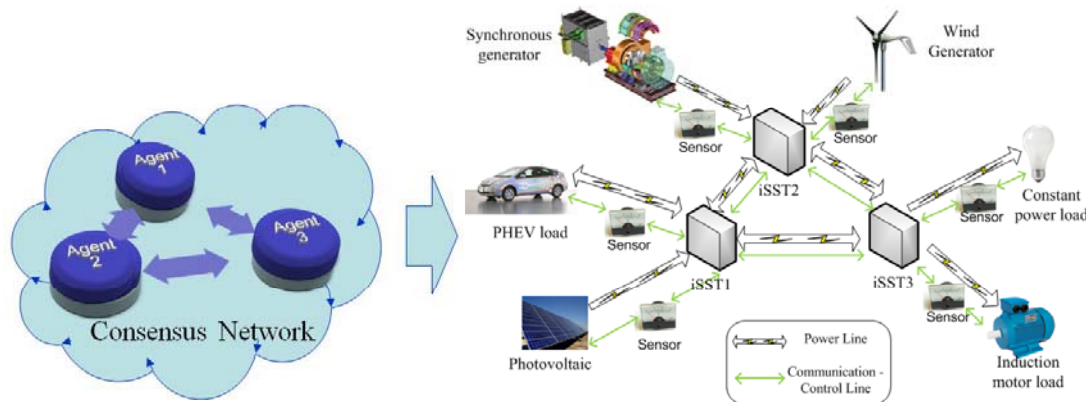 Agent
1
Agent
2
Agent
3
Consensus Network
Synchronous
generator
Wind
Generator
Sensor
Sensor
iSST2
PHEV load
Sensor
Sensor
Constant
power load
iSST1
iSST3
Photovoltaic
Sensor
Sensor
Induction
motor load
Power Line
Communication -
Control Line